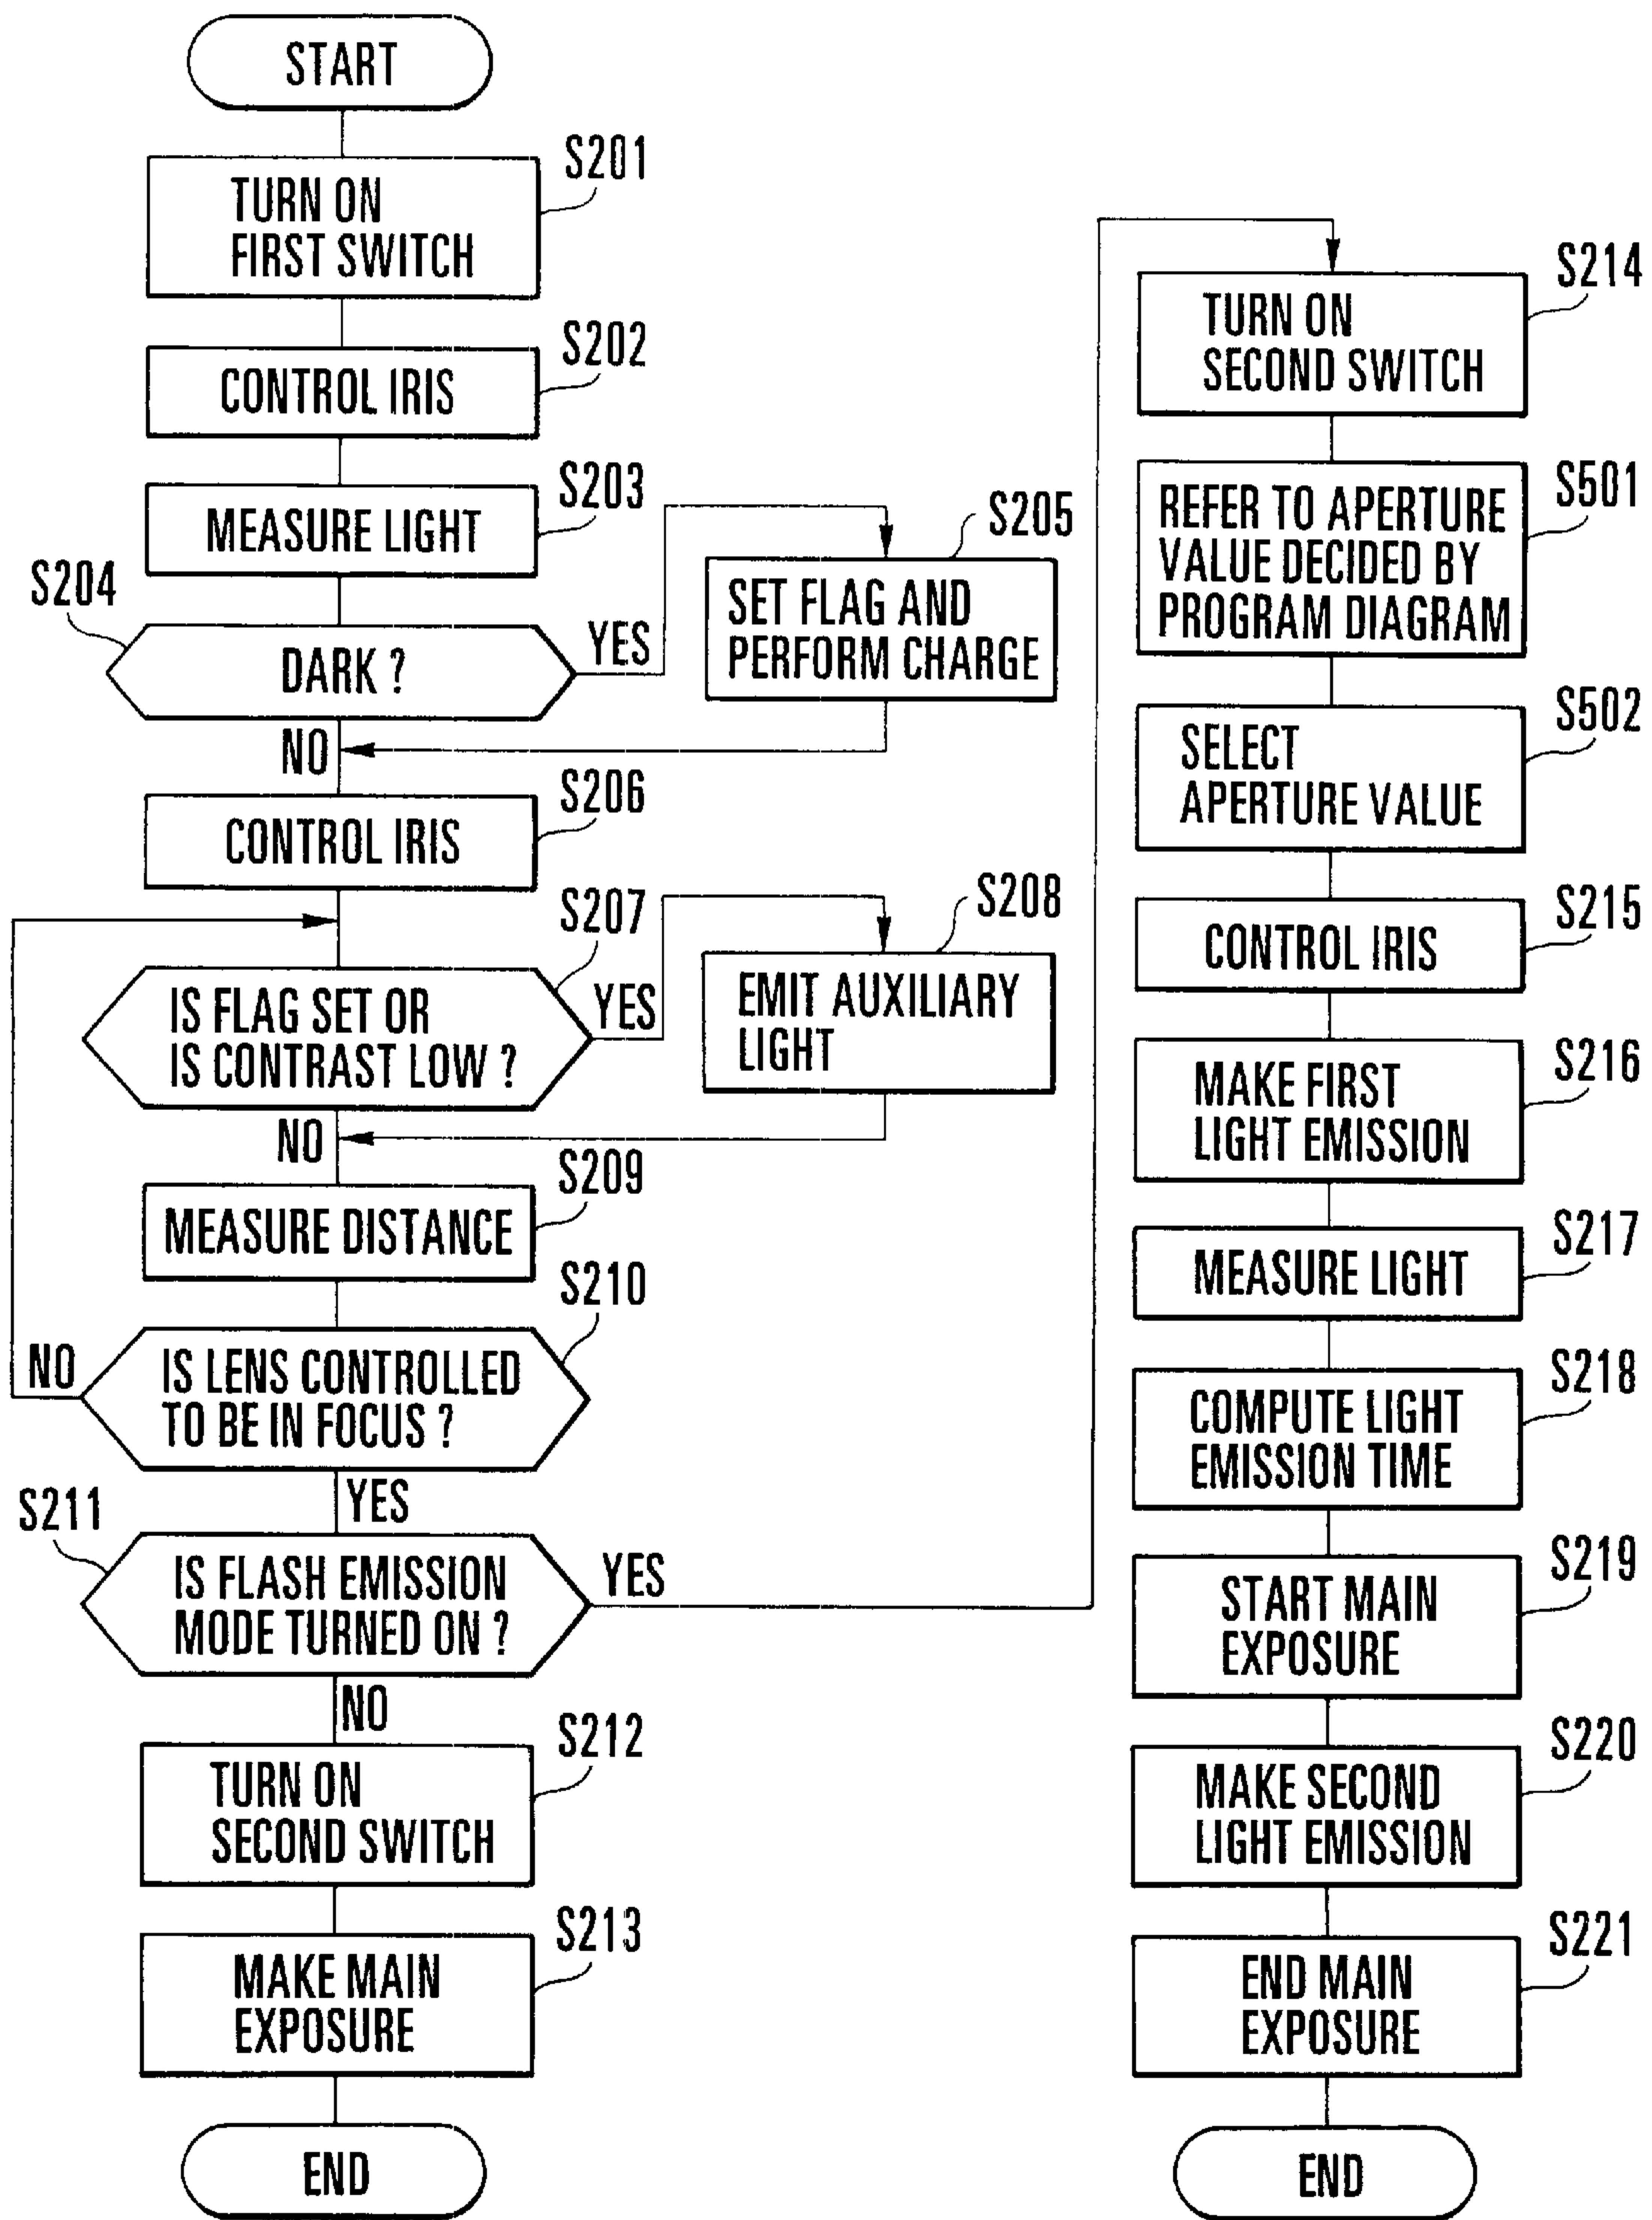 START
S201
TURN ON
FIRST SWITCH
S202
CONTROL IRIS
S203
MEASURE LIGHT
S204
DARK ?
YES
S205
SET FLAG AND
PERFORM CHARGE
NO
S206
CONTROL IRIS
S207
IS FLAG SET OR
IS CONTRAST LOW ?
YES
S208
EMIT AUXILIARY
LIGHT
NO
S209
MEASURE DISTANCE
S210
IS LENS CONTROLLED
TO BE IN FOCUS ?
NO
YES
S211
IS FLASH EMISSION
MODE TURNED ON ?
YES
NO
S212
TURN ON
SECOND SWITCH
S213
MAKE MAIN
EXPOSURE
END
S214
TURN ON
SECOND SWITCH
S501
REFER TO APERTURE
VALUE DECIDED BY
PROGRAM DIAGRAM
S502
SELECT
APERTURE VALUE
S215
CONTROL IRIS
S216
MAKE FIRST
LIGHT EMISSION
S217
MEASURE LIGHT
S218
COMPUTE LIGHT
EMISSION TIME
S219
START MAIN
EXPOSURE
S220
MAKE SECOND
LIGHT EMISSION
S221
END MAIN
EXPOSURE
END